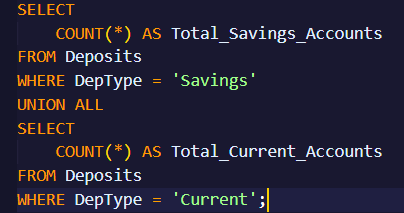 SELECT
    COUNT(*) AS Total_Savings_Accounts
FROM Deposits
WHERE DepType = 'Savings'
UNION ALL
SELECT
    COUNT(*) AS Total_Current_Accounts
FROM Deposits
WHERE DepType = 'Current';